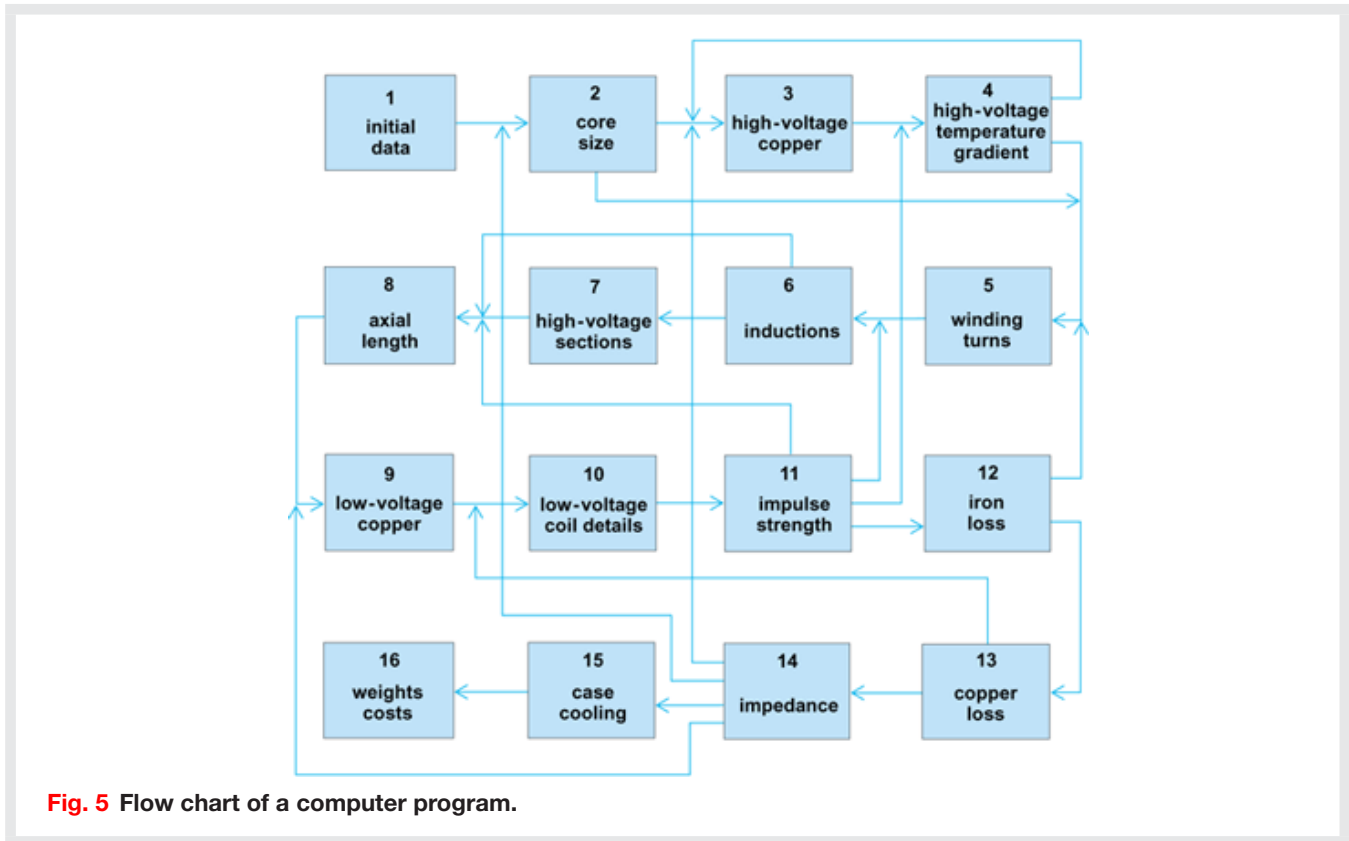 1
initial
data
2
core
size
3
high-voltage
copper
4
high-voltage
temperature
gradient
8
axial
length
7
high-voltage
sections
6
inductions
5
winding
turns
9
low-voltage
copper
10
low-voltage
coil details
11
impulse
strength
12
iron
loss
16
weights
costs
15
case
cooling
14
impedance
13
copper
loss
Fig. 5 Flow chart of a computer program.